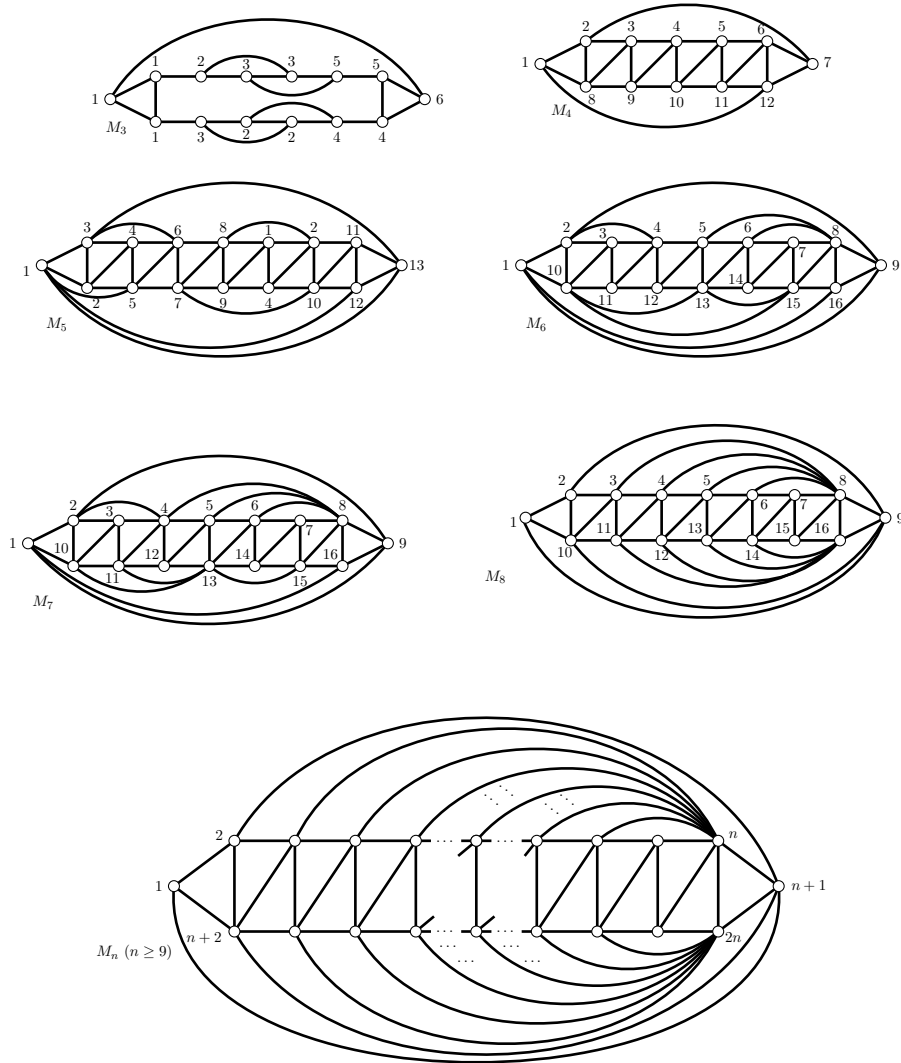 1 2 3 3 5 5
1 6
M₃
1 3 2 2 4 4
2 3 4 5 6
1 7
M₄
8 9 10 11 12
3 4 6 8 1 2 11
1 13
2 5 7 9 4 10 12
M₅
2 3 4 5 6 7 8
1 9
10 11 12 13 14 15 16
M₆
2 3 4 5 6 7 8
1 9
10 11 12 13 14 15 16
M₇
2 3 4 5 6 7 8
1 9
10 11 12 13 14 15 16
M₈
2 n
1 n + 1
n + 2 2n
Mₙ (n ≥ 9)